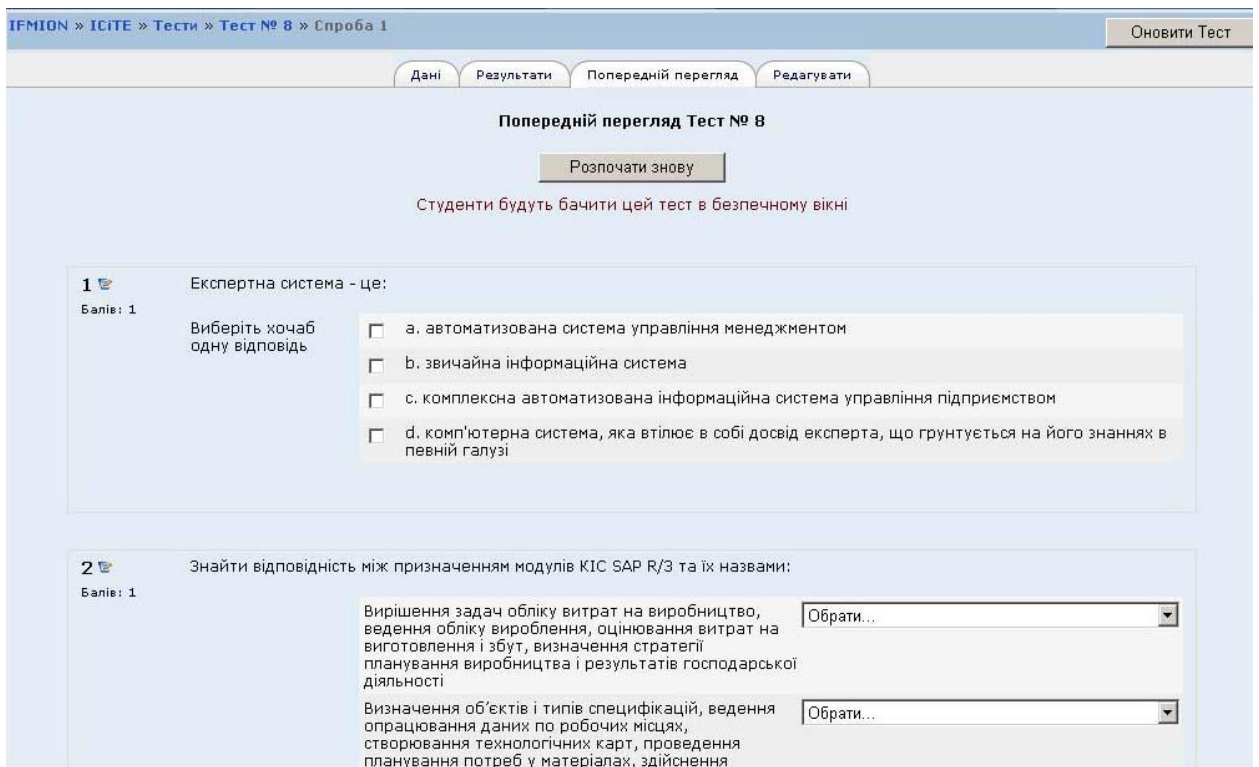 IFMION » ICiTE » Тести » Тест № 8 » Спроба 1
Оновити Тест
Дані
Результати
Попередній перегляд
Редагувати
Попередній перегляд Тест № 8
Розпочати знову
Студенти будуть бачити цей тест в безпечному вікні
1
Балів: 1
Експертна система - це:
Виберіть хочаб
одну відповідь
a. автоматизована система управління менеджментом
b. звичайна інформаційна система
c. комплексна автоматизована інформаційна система управління підприємством
d. комп'ютерна система, яка втілює в собі досвід експерта, що грунтується на його знаннях в
певній галузі
2
Балів: 1
Знайти відповідність між призначенням модулів КІС SAP R/3 та їх назвами:
Вирішення задач обліку витрат на виробництво,
ведення обліку вироблення, оцінювання витрат на
виготовлення і збут, визначення стратегії
планування виробництва і результатів господарської
діяльності
Обрати...
Визначення об’єктів і типів специфікацій, ведення
опрацювання даних по робочих місцях,
створювання технологічних карт, проведення
планування потреб у матеріалах, здійснення
Обрати...